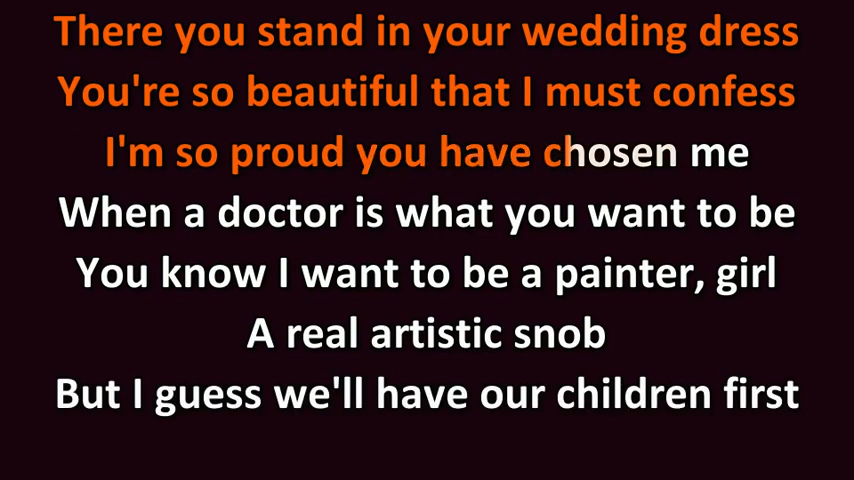 There you stand in your wedding dress
You're so beautiful that I must confess
I'm so proud you have chosen me
When a doctor is what you want to be
You know I want to be a painter, girl
A real artistic snob
But I guess we'll have our children first